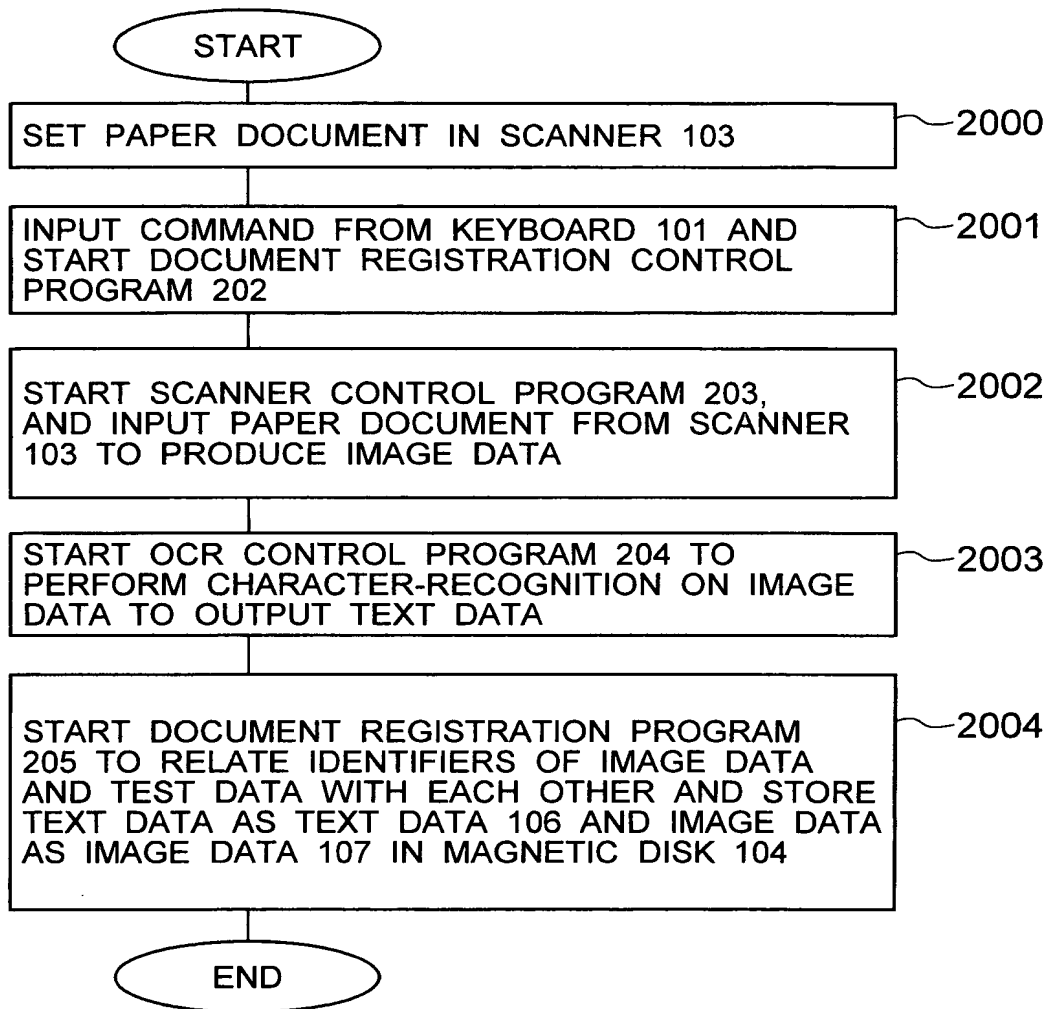 START
SET PAPER DOCUMENT IN SCANNER 103
2000
INPUT COMMAND FROM KEYBOARD 101 AND
START DOCUMENT REGISTRATION CONTROL
PROGRAM 202
2001
START SCANNER CONTROL PROGRAM 203,
AND INPUT PAPER DOCUMENT FROM SCANNER
103 TO PRODUCE IMAGE DATA
2002
START OCR CONTROL PROGRAM 204 TO
PERFORM CHARACTER-RECOGNITION ON IMAGE
DATA TO OUTPUT TEXT DATA
2003
START DOCUMENT REGISTRATION PROGRAM
205 TO RELATE IDENTIFIERS OF IMAGE DATA
AND TEST DATA WITH EACH OTHER AND STORE
TEXT DATA AS TEXT DATA 106 AND IMAGE DATA
AS IMAGE DATA 107 IN MAGNETIC DISK 104
2004
END